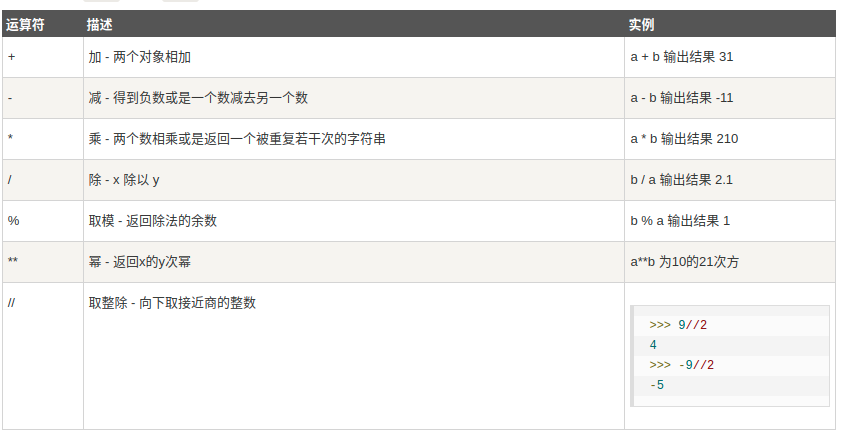 运算符 描述 实例
+ 加 - 两个对象相加 a + b 输出结果 31
- 减 - 得到负数或是一个数减去另一个数 a - b 输出结果 -11
* 乘 - 两个数相乘或是返回一个被重复若干次的字符串 a * b 输出结果 210
/ 除 - x 除以 y b / a 输出结果 2.1
% 取模 - 返回除法的余数 b % a 输出结果 1
** 幂 - 返回x的y次幂 a**b 为10的21次方
// 取整除 - 向下取接近商的整数
>>> 9//2
4
>>> -9//2
-5